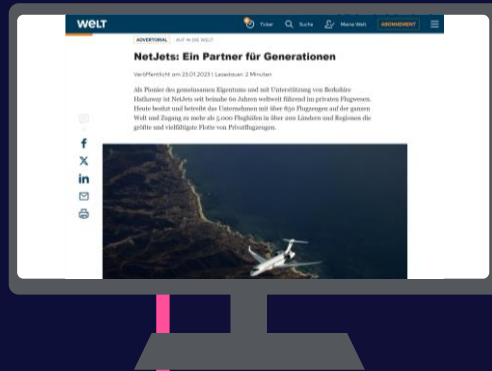 WELT
Ticker Suche Meine Welt ABONNEMENT
ADVERTORIAL AUF IN DIE WELT
NetJets: Ein Partner für Generationen
Veröffentlicht am 23.01.2023 | Lesedauer: 2 Minuten
Als Pionier des gemeinsamen Eigentums und mit Unterstützung von Berkshire
Hathaway ist NetJets seit beinahe 60 Jahren weltweit führend im privaten Flugwesen.
Heute besitzt und betreibt das Unternehmen mit über 850 Flugzeugen auf der ganzen
Welt und Zugang zu mehr als 5.000 Flughäfen in über 200 Ländern und Regionen die
größte und vielfältigste Flotte von Privatflugzeugen.